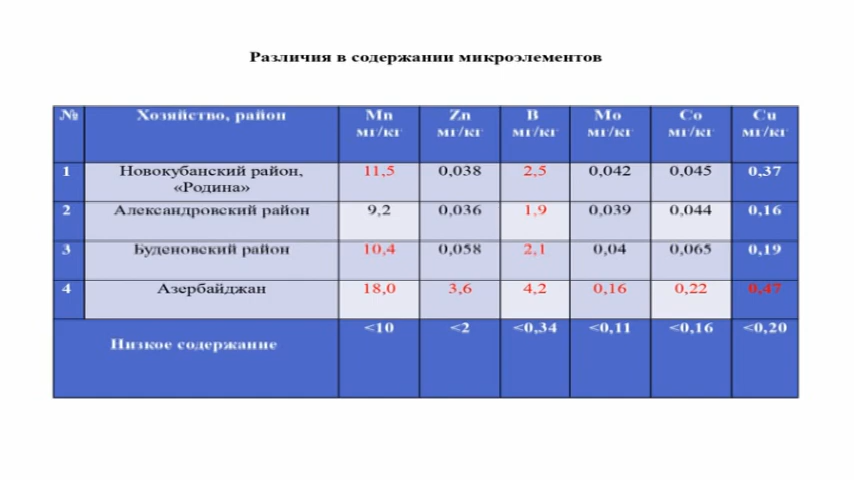 Различия в содержании микроэлементов
№ Хозяйство, район Mn мг/кг Zn мг/кг B мг/кг Mo мг/кг Co мг/кг Cu мг/кг
1 Новокубанский район, «Родина» 11,5 0,038 2,5 0,042 0,045 0,37
2 Александровский район 9,2 0,036 1,9 0,039 0,044 0,16
3 Буденовский район 10,4 0,058 2,1 0,04 0,065 0,19
4 Азербайджан 18,0 3,6 4,2 0,16 0,22 0,47
Низкое содержание <10 <2 <0,34 <0,11 <0,16 <0,20